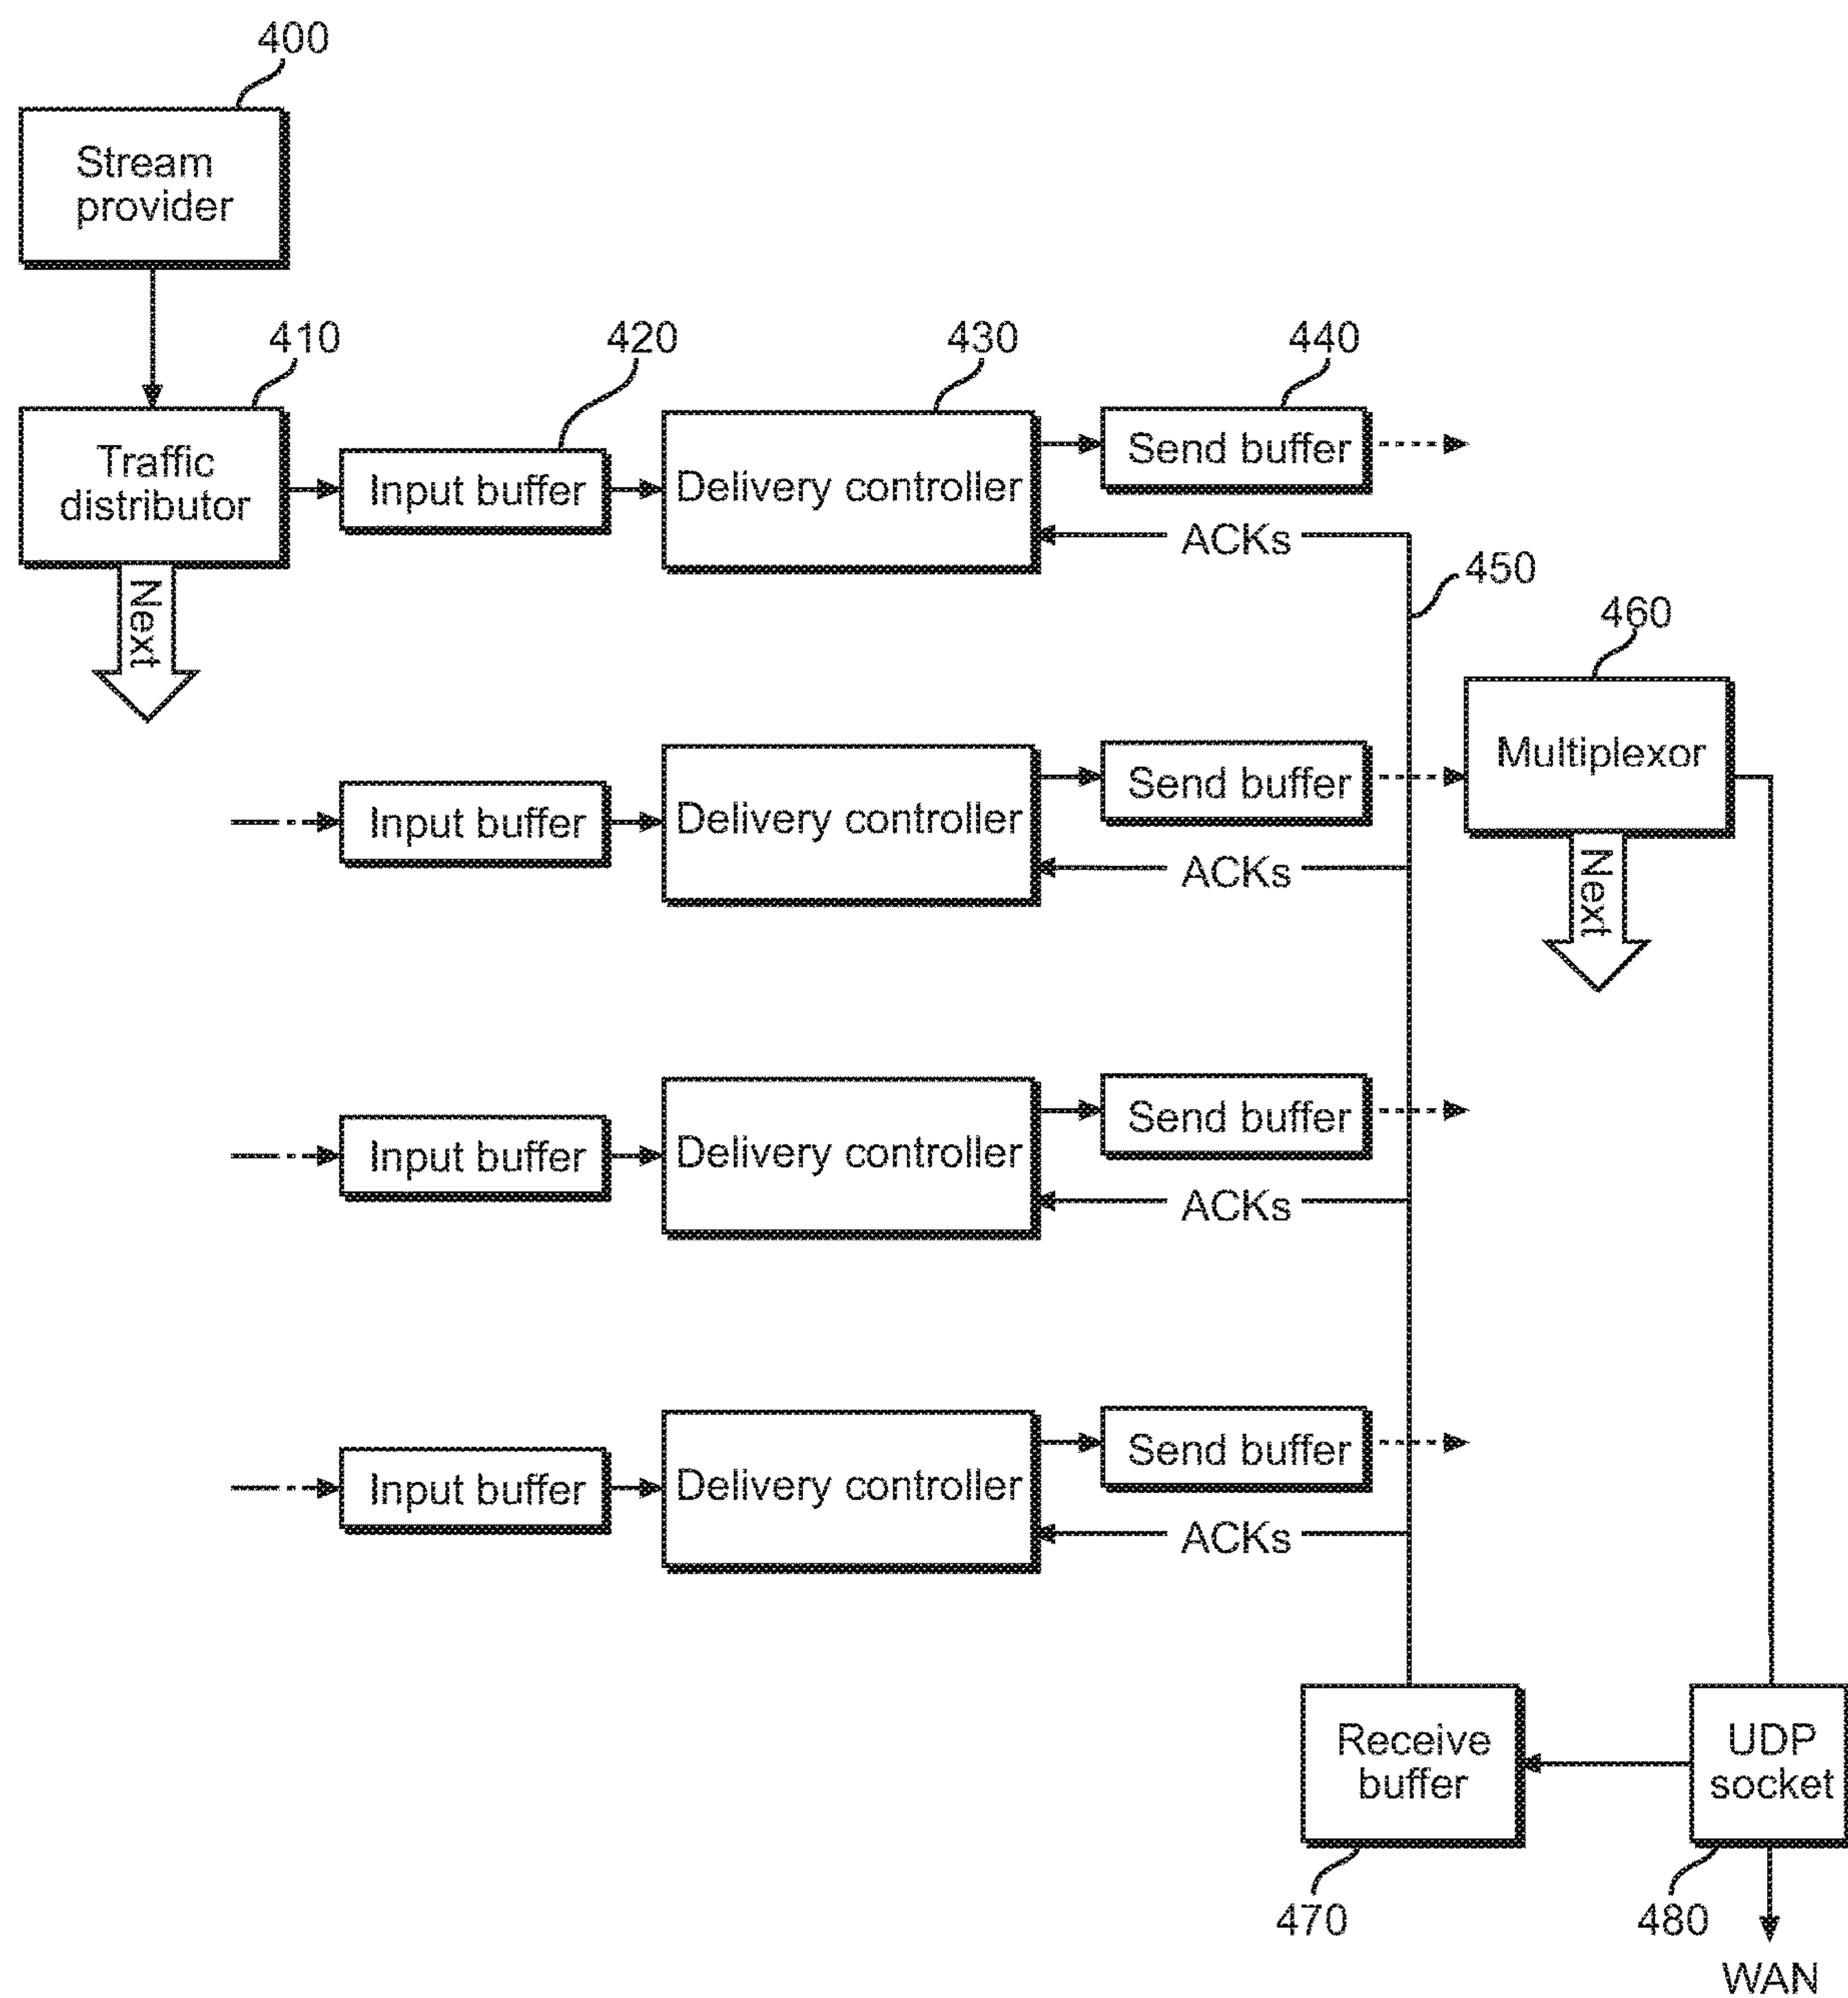 400
Stream
provider
410
420
430
440
Traffic
distributor
Input buffer
Delivery controller
Send buffer
ACKs
Next
450
460
Input buffer
Delivery controller
Send buffer
ACKs
Multiplexor
Next
Input buffer
Delivery controller
Send buffer
ACKs
Input buffer
Delivery controller
Send buffer
ACKs
Receive
buffer
UDP
socket
470
480
WAN